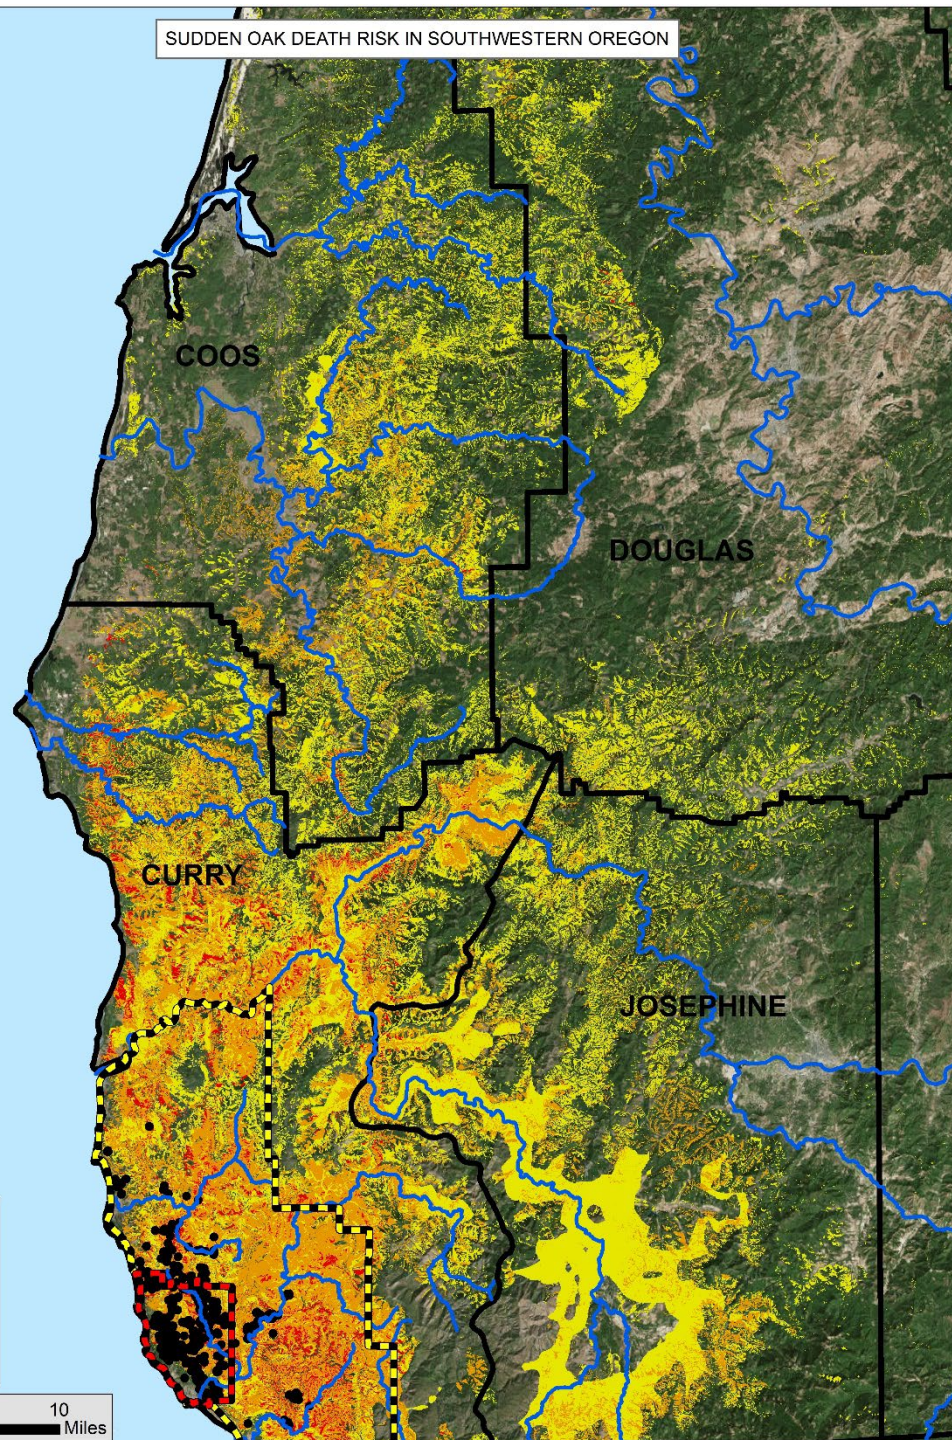 SUDDEN OAK DEATH RISK IN SOUTHWESTERN OREGON
COOS
DOUGLAS
CURRY
JOSEPHINE
10
Miles